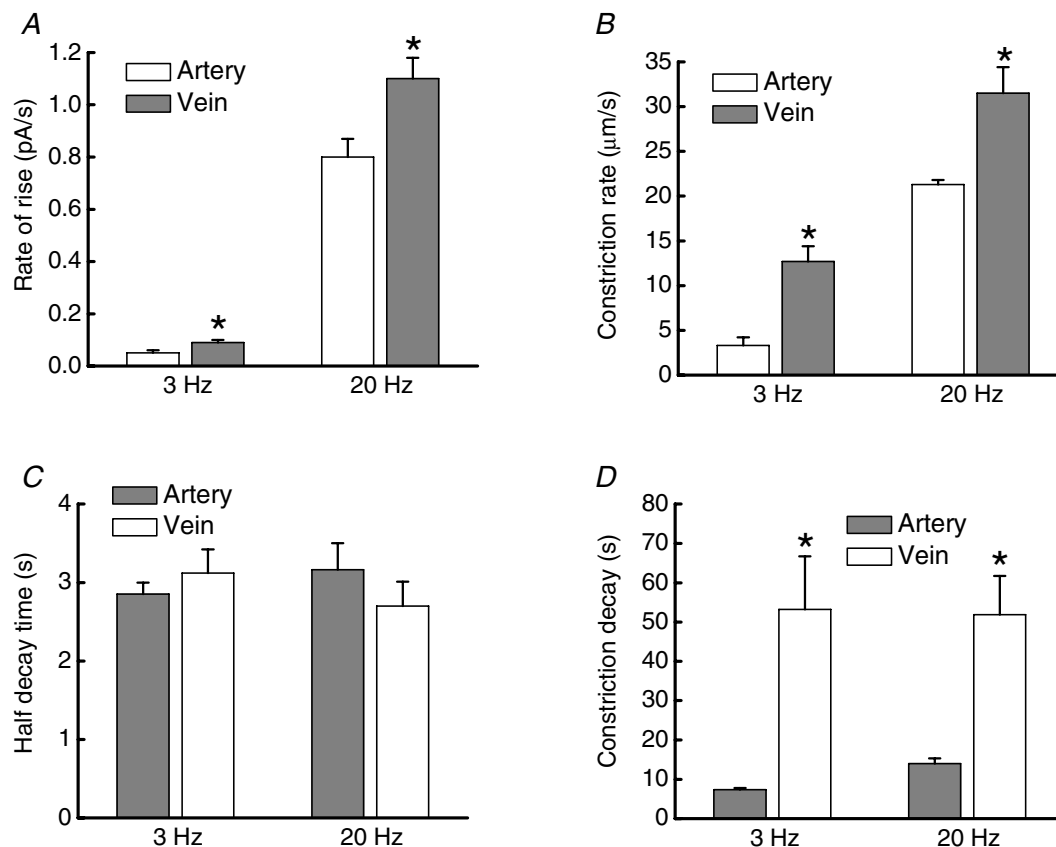 A
Rate of rise (pA/s)
1.2
1.0
0.8
0.6
0.4
0.2
0.0
Artery
Vein
*
*
3 Hz
20 Hz
B
Constriction rate (μm/s)
35
30
25
20
15
10
5
0
Artery
Vein
*
*
3 Hz
20 Hz
C
Half decay time (s)
4
3
2
1
0
Artery
Vein
3 Hz
20 Hz
D
Constriction decay (s)
80
70
60
50
40
30
20
10
0
Artery
Vein
*
*
3 Hz
20 Hz